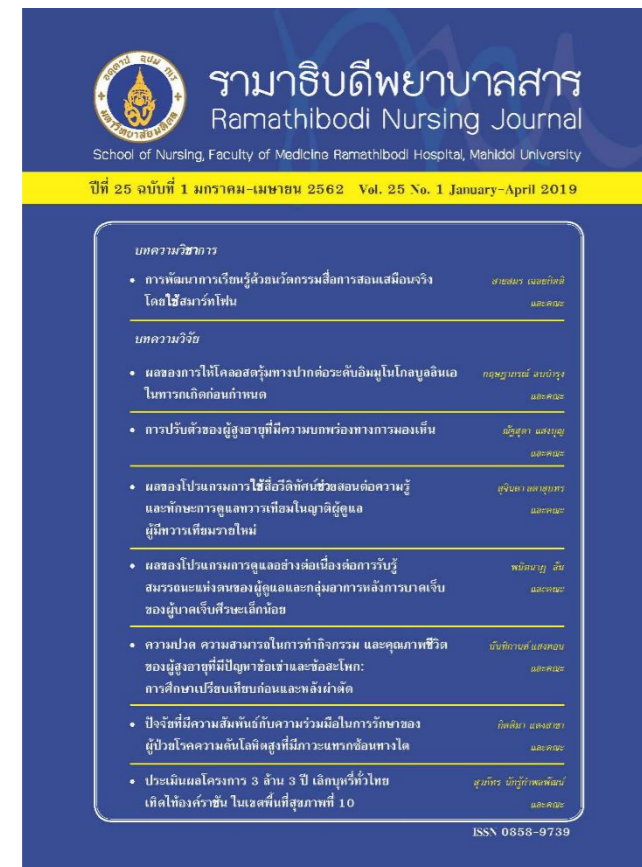 รามาธิบดีพยาบาลสาร
Ramathibodi Nursing Journal
School of Nursing, Faculty of Medicine Ramathibodi Hospital, Mahidol University
ปีที่ 25 ฉบับที่ 1 มกราคม-เมษายน 2562 Vol. 25 No. 1 January-April 2019
บทความวิชาการ
• การพัฒนาการเรียนรู้ด้วยนวัตกรรมสื่อการสอนเสมือนจริง
โดยใช้สมาร์ทโฟน
และคณะ
บทความวิจัย
• ผลของการให้โคลอสตรุ้มทางปากต่อระดับอิมมูโนโกลบูลินเอ
ในทารกเกิดก่อนกำหนด
และคณะ
• การปรับตัวของผู้สูงอายุที่มีความบกพร่องทางการมองเห็น
และคณะ
• ผลของโปรแกรมการใช้สื่อวีดิทัศน์ช่วยสอนต่อความรู้
และทักษะการดูแลทวารเทียมในญาติผู้ดูแล
และคณะ
ผู้มีทวารเทียมรายใหม่
• ผลของโปรแกรมการดูแลอย่างต่อเนื่องต่อการรับรู้
สมรรถนะแห่งตนของผู้ดูแลและกลุ่มอาการหลังการบาดเจ็บ
และคณะ
ของผู้บาดเจ็บศีรษะเล็กน้อย
• ความปวด ความสามารถในการทำกิจกรรม และคุณภาพชีวิต
ของผู้สูงอายุที่มีปัญหาข้อเข่าและข้อสะโพก:
และคณะ
การศึกษาเปรียบเทียบก่อนและหลังผ่าตัด
• ปัจจัยที่มีความสัมพันธ์กับความร่วมมือในการรักษาของ
ผู้ป่วยโรคความดันโลหิตสูงที่มีภาวะแทรกซ้อนทางไต
และคณะ
• ประเมินผลโครงการ 3 ล้าน 3 ปี เลิกบุหรี่ทั่วไทย
เทิดไท้องค์ราชัน ในเขตพื้นที่สุขภาพที่ 10
และคณะ
ISSN 0858-9739